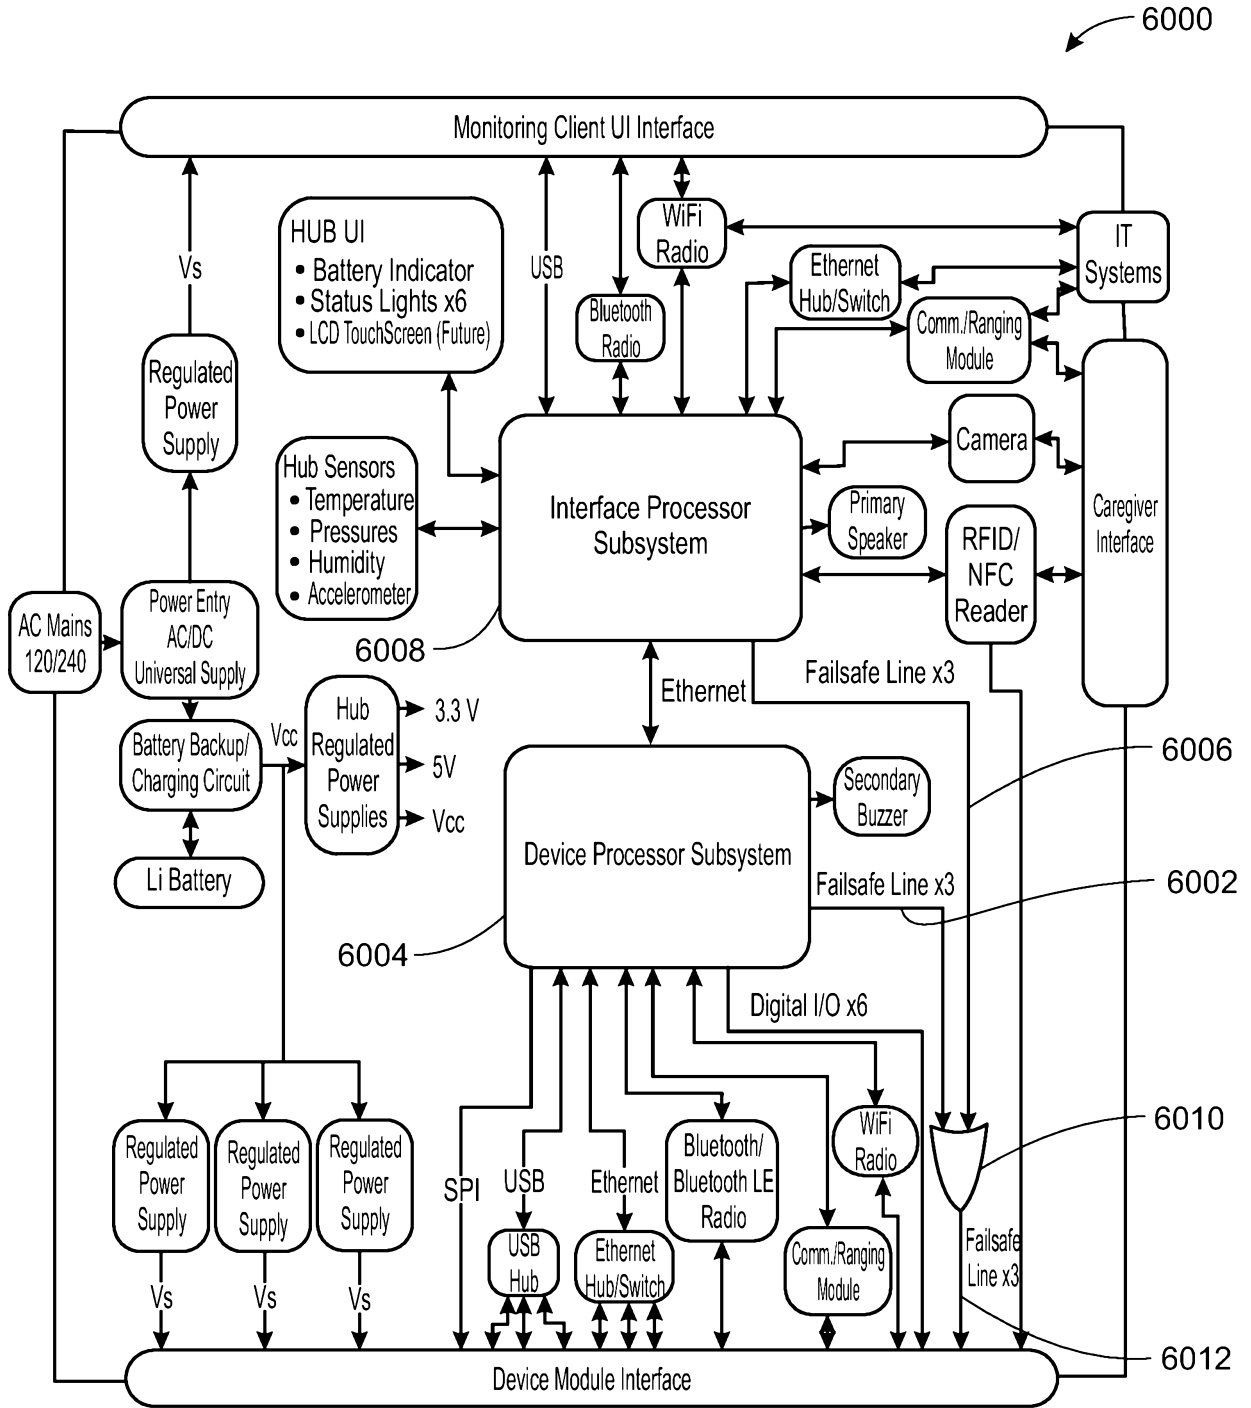 6000
Monitoring Client UI Interface
HUB UI
• Battery Indicator
• Status Lights x6
• LCD TouchScreen (Future)
Vs
USB
WiFi
Radio
IT
Systems
Ethernet
Hub/Switch
Bluetooth
Radio
Comm./Ranging
Module
Regulated
Power
Supply
Camera
Hub Sensors
• Temperature
• Pressures
• Humidity
• Accelerometer
Interface Processor
Subsystem
Primary
Speaker
RFID/
NFC
Reader
Caregiver
Interface
AC Mains
120/240
Power Entry
AC/DC
Universal Supply
6008
Ethernet
Failsafe Line x3
Battery Backup/
Charging Circuit
Vcc
Hub
Regulated
Power
Supplies
3.3 V
5V
Vcc
6006
Li Battery
Device Processor Subsystem
Secondary
Buzzer
Failsafe Line x3
6002
6004
Digital I/O x6
Regulated
Power
Supply
Regulated
Power
Supply
Regulated
Power
Supply
SPI
USB
Ethernet
Bluetooth/
Bluetooth LE
Radio
WiFi
Radio
6010
USB
Hub
Ethernet
Hub/Switch
Comm./Ranging
Module
Failsafe
Line x3
Vs
Vs
Vs
6012
Device Module Interface